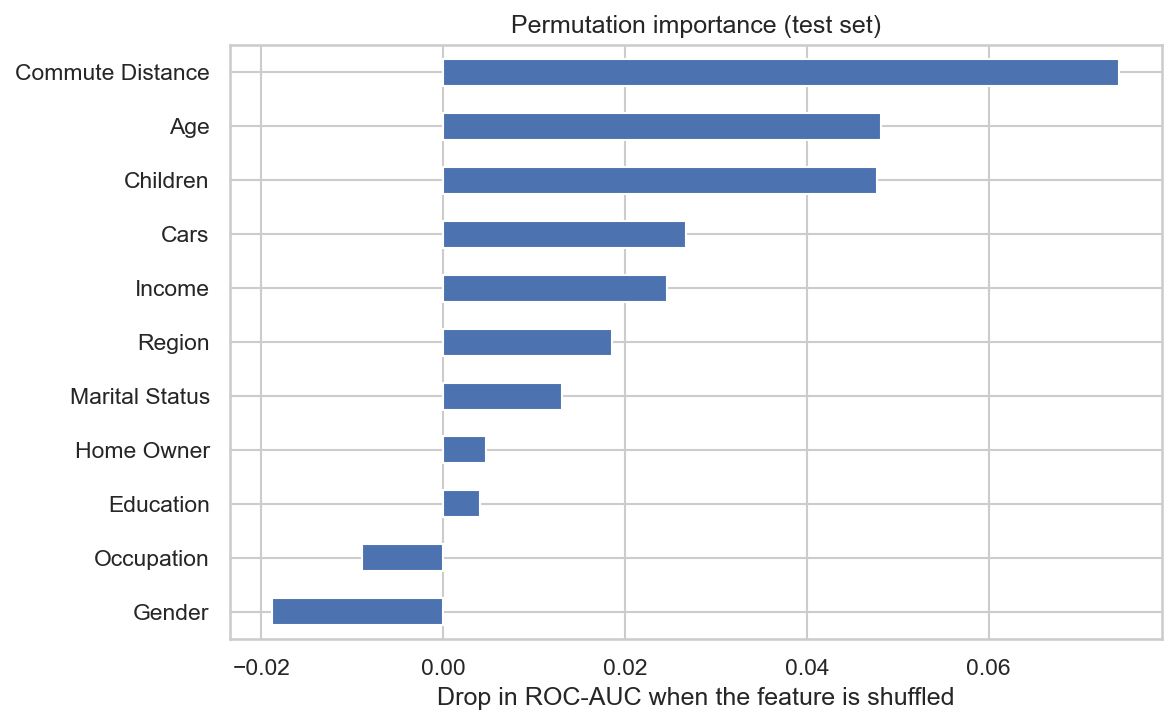 Permutation importance (test set)
Commute Distance
Age
Children
Cars
Income
Region
Marital Status
Home Owner
Education
Occupation
Gender
−0.02 0.00 0.02 0.04 0.06
Drop in ROC-AUC when the feature is shuffled